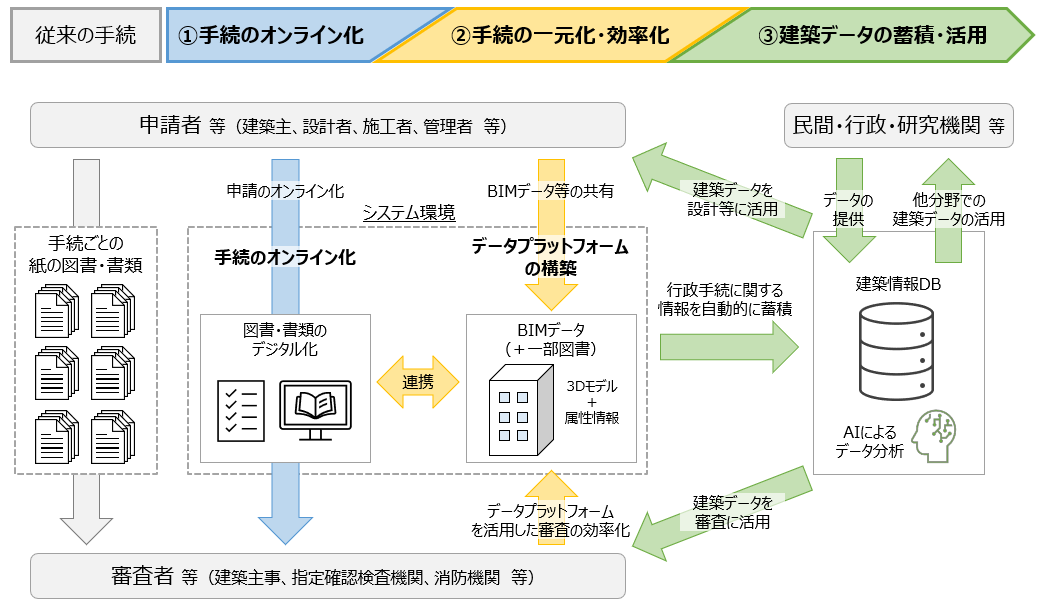 従来の手続
①手続のオンライン化
②手続の一元化・効率化
③建築データの蓄積・活用
申請者 等（建築主、設計者、施工者、管理者 等）
民間・行政・研究機関 等
申請のオンライン化
BIMデータ等の共有
建築データを
設計等に活用
データの
提供
他分野での
建築データの活用
システム環境
手続ごとの
紙の図書・書類
手続のオンライン化
データプラットフォーム
の構築
図書・書類の
デジタル化
連携
BIMデータ
（＋一部図書）
3Dモデル
＋
属性情報
行政手続に関する
情報を自動的に蓄積
建築情報DB
AIによる
データ分析
データプラットフォーム
を活用した審査の効率化
建築データを
審査に活用
審査者 等（建築主事、指定確認検査機関、消防機関 等）